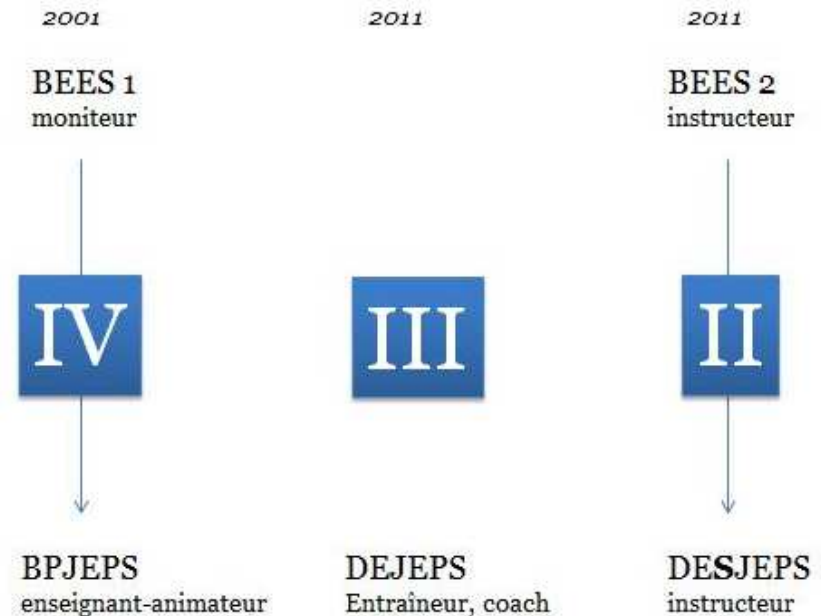 2001
2011
2011
BEES 1
moniteur
BEES 2
instructeur
IV
III
II
BPJEPS
enseignant-animateur
DEJEPS
Entraîneur, coach
DESJEPS
instructeur